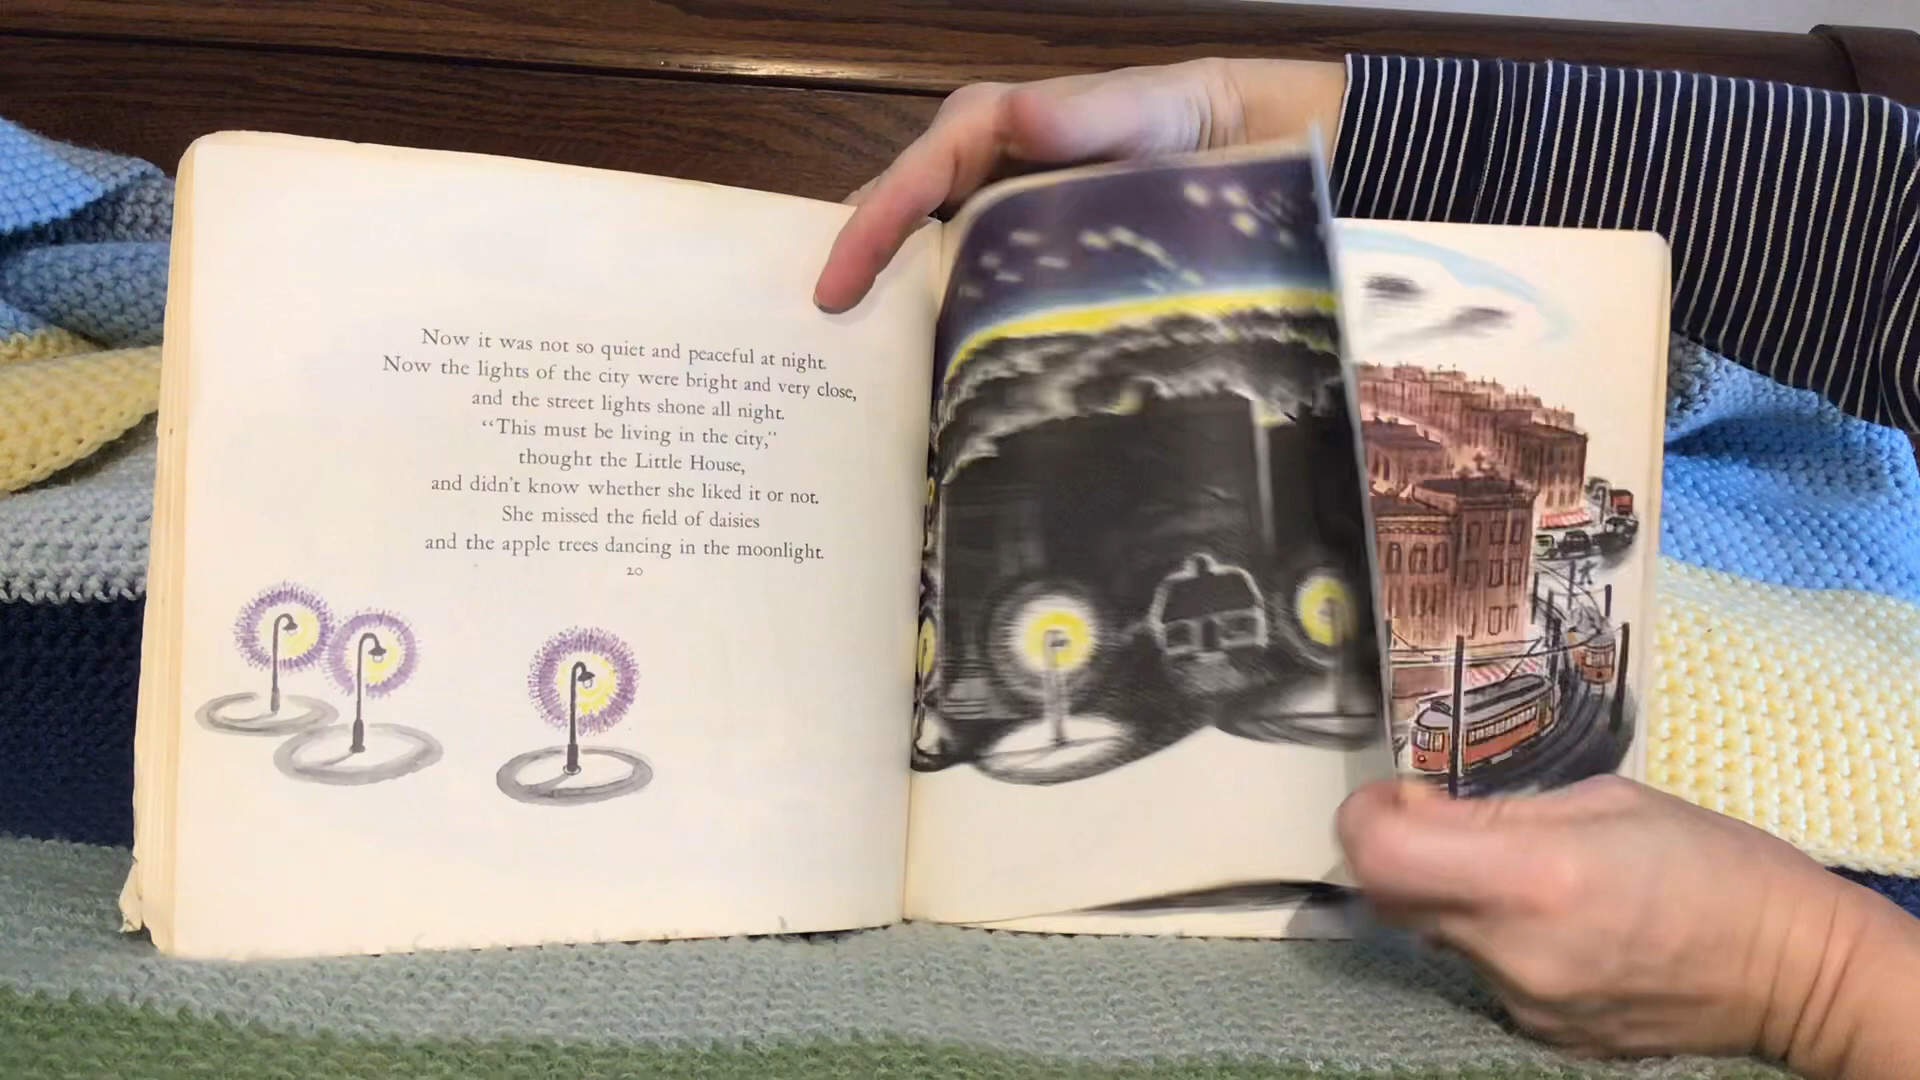 Now it was not so quiet and peaceful at night.
Now the lights of the city were bright and very close,
and the street lights shone all night.
“This must be living in the city,”
thought the Little House,
and didn't know whether she liked it or not.
She missed the field of daisies
and the apple trees dancing in the moonlight.
20